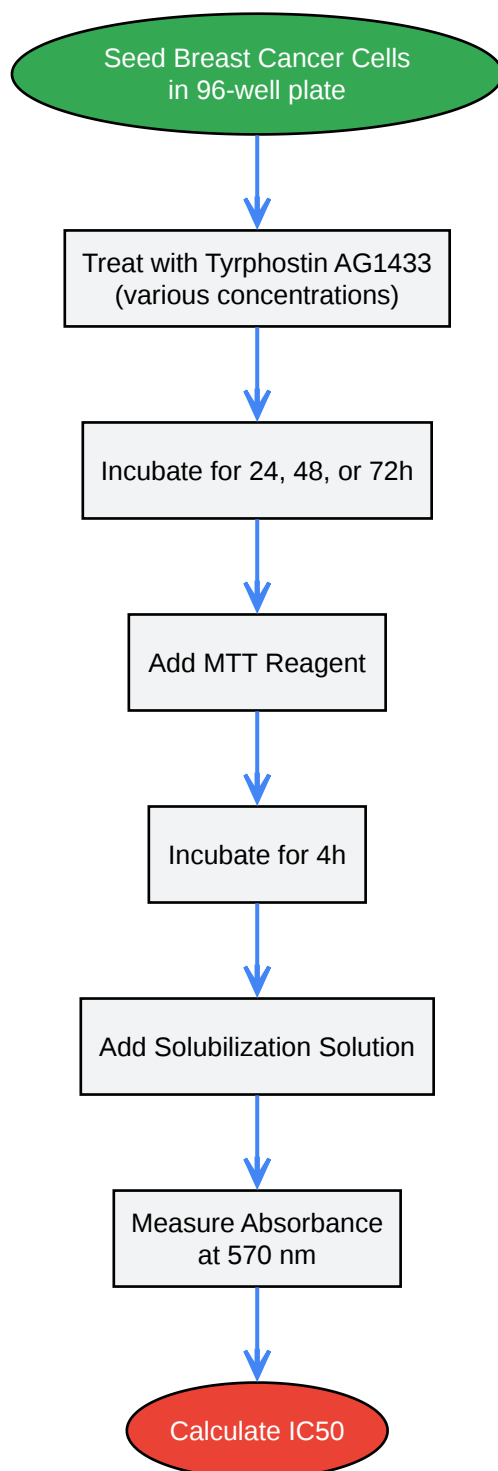 Seed Breast Cancer Cells
in 96-well plate
Treat with Tyrphostin AG1433
(various concentrations)
Incubate for 24, 48, or 72h
Add MTT Reagent
Incubate for 4h
Add Solubilization Solution
Measure Absorbance
at 570 nm
Calculate IC50